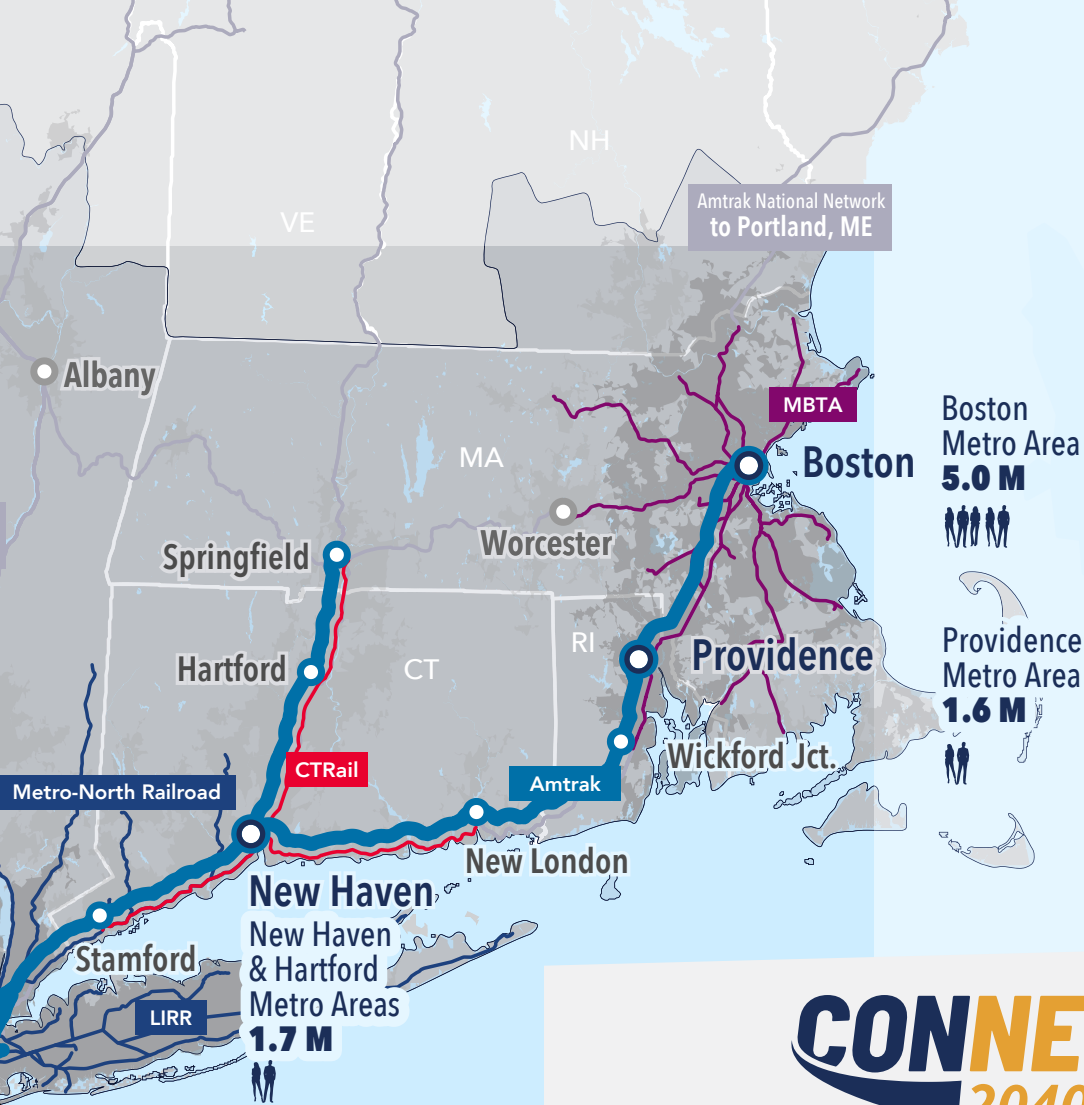 NH
VE
Amtrak National Network
to Portland, ME
Albany
MBTA
Boston
Metro Area
5.0 M
MA
Boston
Worcester
Springfield
RI
Hartford
CT
Providence
Providence
Metro Area
1.6 M
Wickford Jct.
CTRail
Amtrak
Metro-North Railroad
New London
New Haven
New Haven
& Hartford
Metro Areas
1.7 M
Stamford
LIRR
CONNE
2040